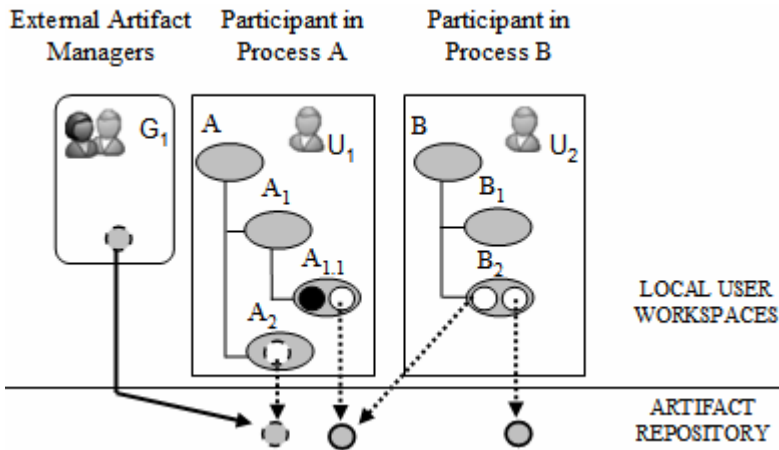 External Artifact
Managers
Participant in
Process A
Participant in
Process B
G1
A
U1
A1
A1.1
A2
B
U2
B1
B2
LOCAL USER
WORKSPACES
ARTIFACT
REPOSITORY